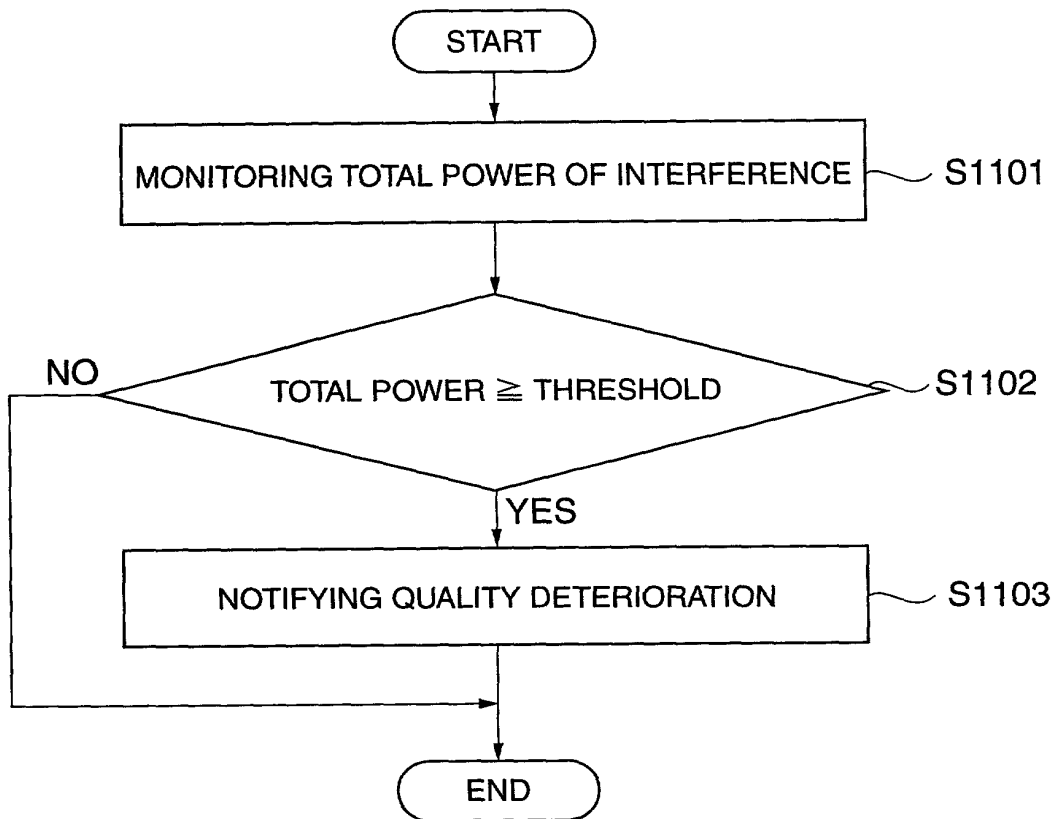 START
MONITORING TOTAL POWER OF INTERFERENCE
S1101
TOTAL POWER ≧ THRESHOLD
S1102
NO
YES
NOTIFYING QUALITY DETERIORATION
S1103
END